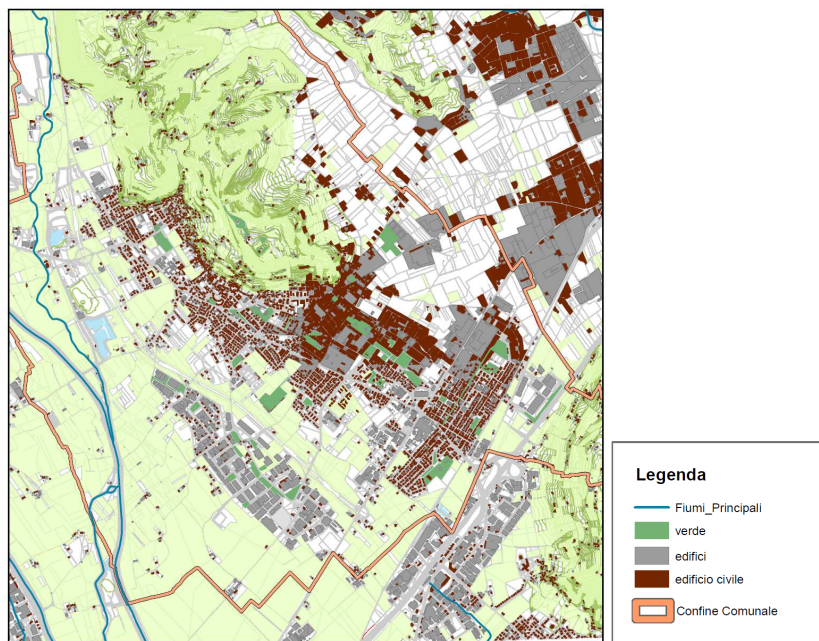 Legenda
Fiumi_Principali
verde
edifici
edificio civile
Confine Comunale